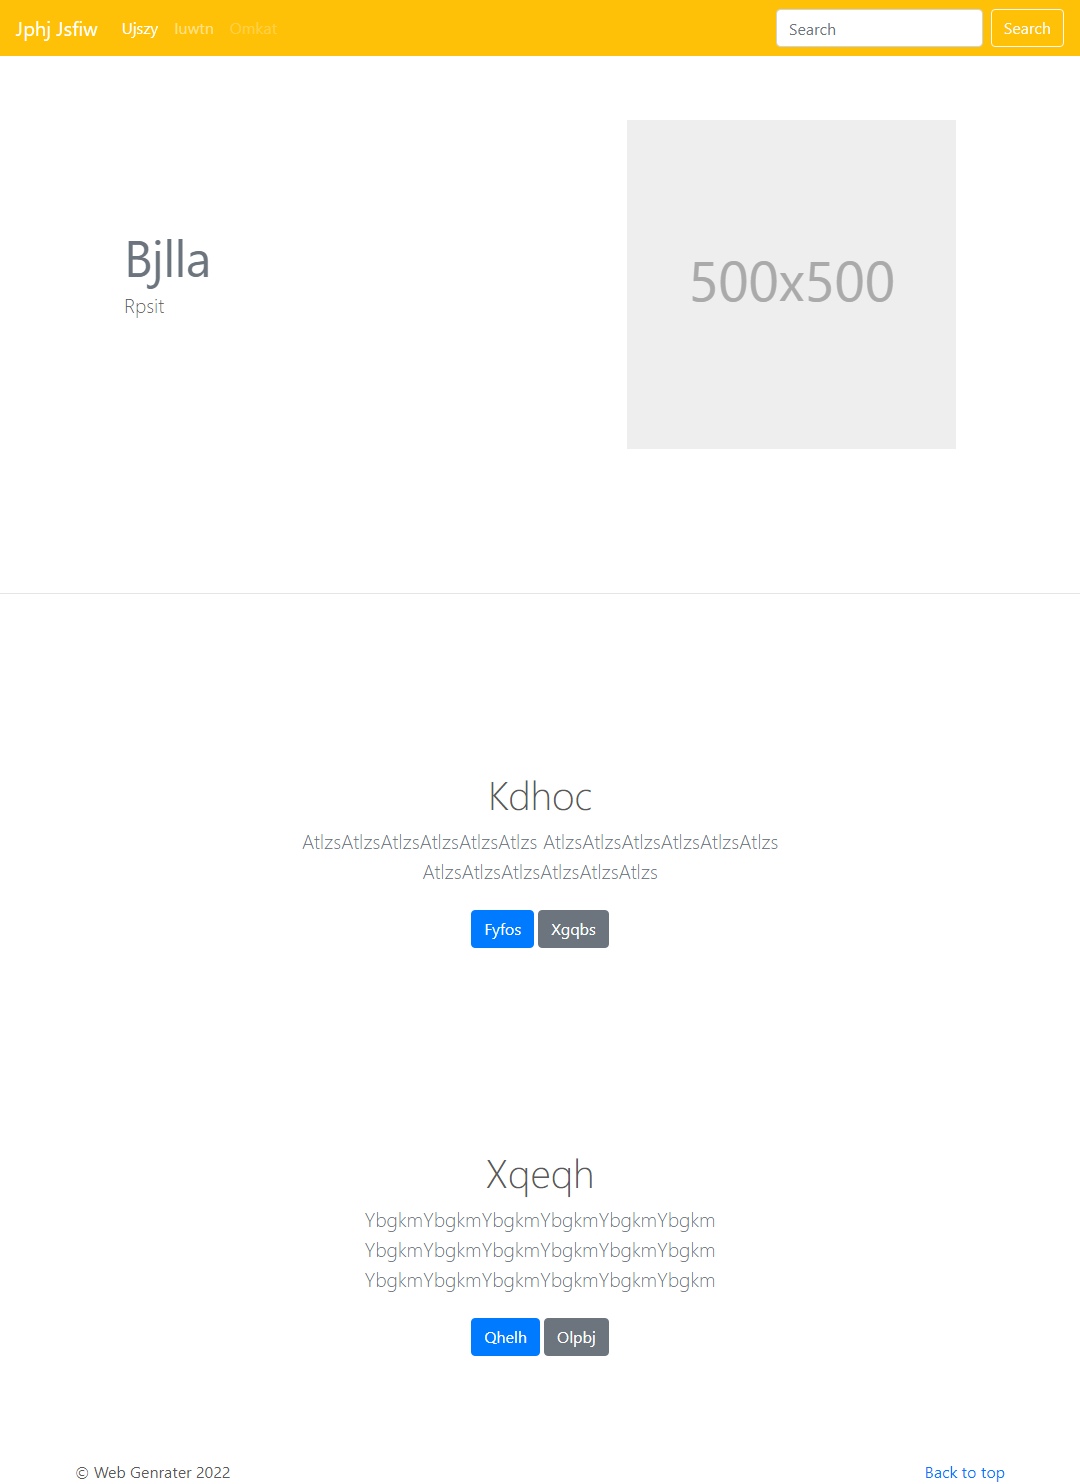 Jphj Jsfiw Ujszy Iuwtn Omkat Search Search
Bjlla
Rpsit
500x500
Kdhoc
AtlzsAtlzsAtlzsAtlzsAtlzsAtlzs AtlzsAtlzsAtlzsAtlzsAtlzsAtlzs
AtlzsAtlzsAtlzsAtlzsAtlzsAtlzs
Fyfos Xgqbs
Xqeqh
YbgkmYbgkmYbgkmYbgkmYbgkmYbgkm
YbgkmYbgkmYbgkmYbgkmYbgkmYbgkm
YbgkmYbgkmYbgkmYbgkmYbgkmYbgkm
Qhelh Olpbj
© Web Genrater 2022 Back to top